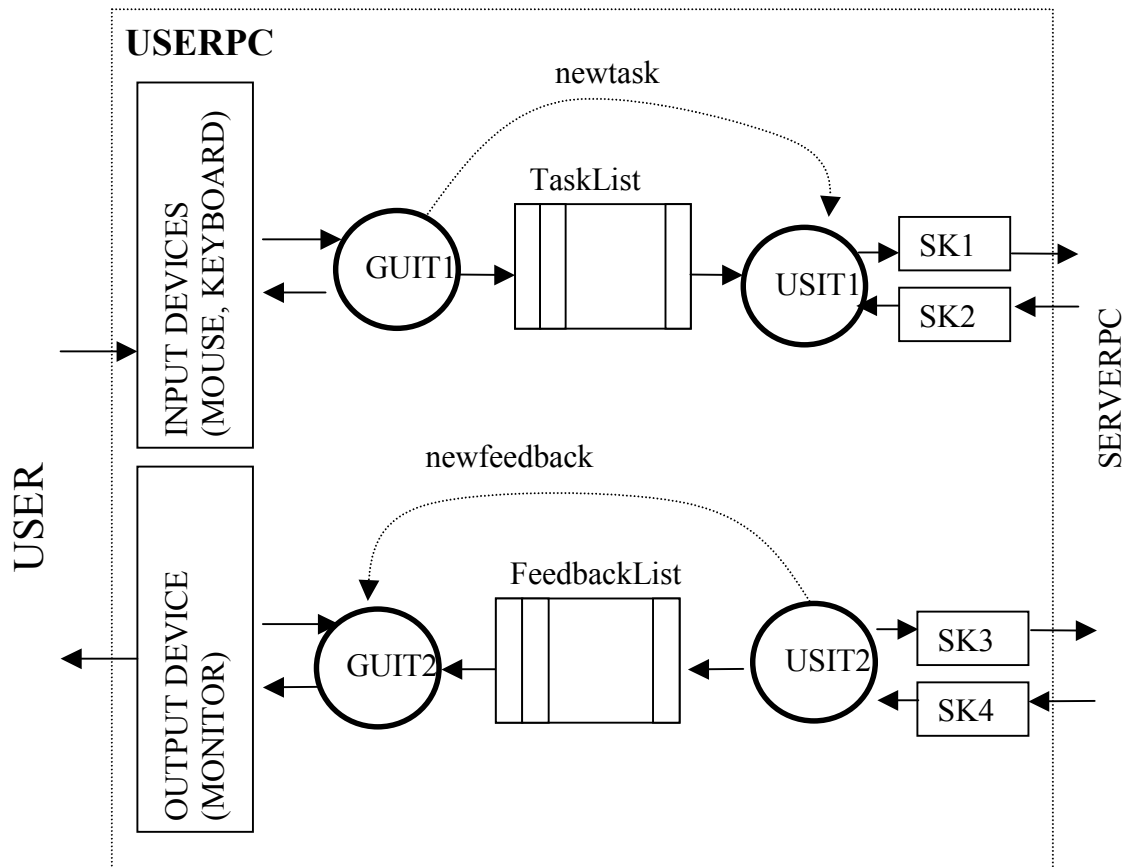 USERPC
newtask
TaskList
INPUT DEVICES
(MOUSE, KEYBOARD)
GUIT1
USIT1
SK1
SK2
SERVERPC
USER
newfeedback
FeedbackList
OUTPUT DEVICE
(MONITOR)
GUIT2
USIT2
SK3
SK4